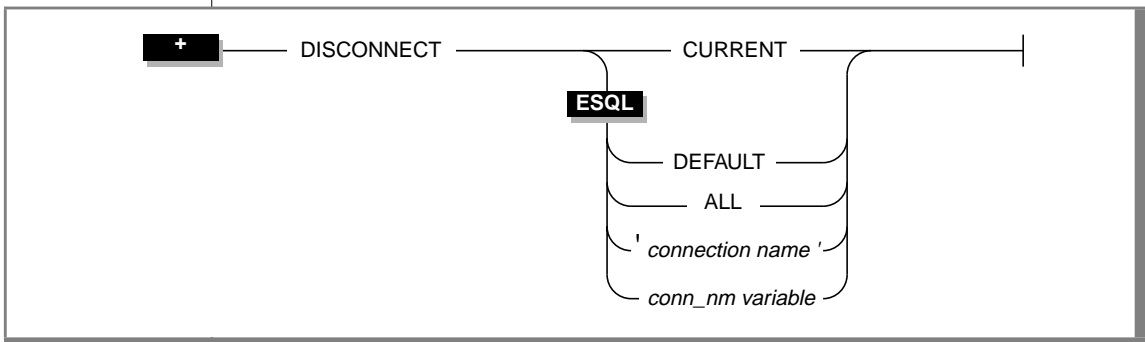 + DISCONNECT CURRENT
ESQL
DEFAULT
ALL
' connection name '
conn_nm variable